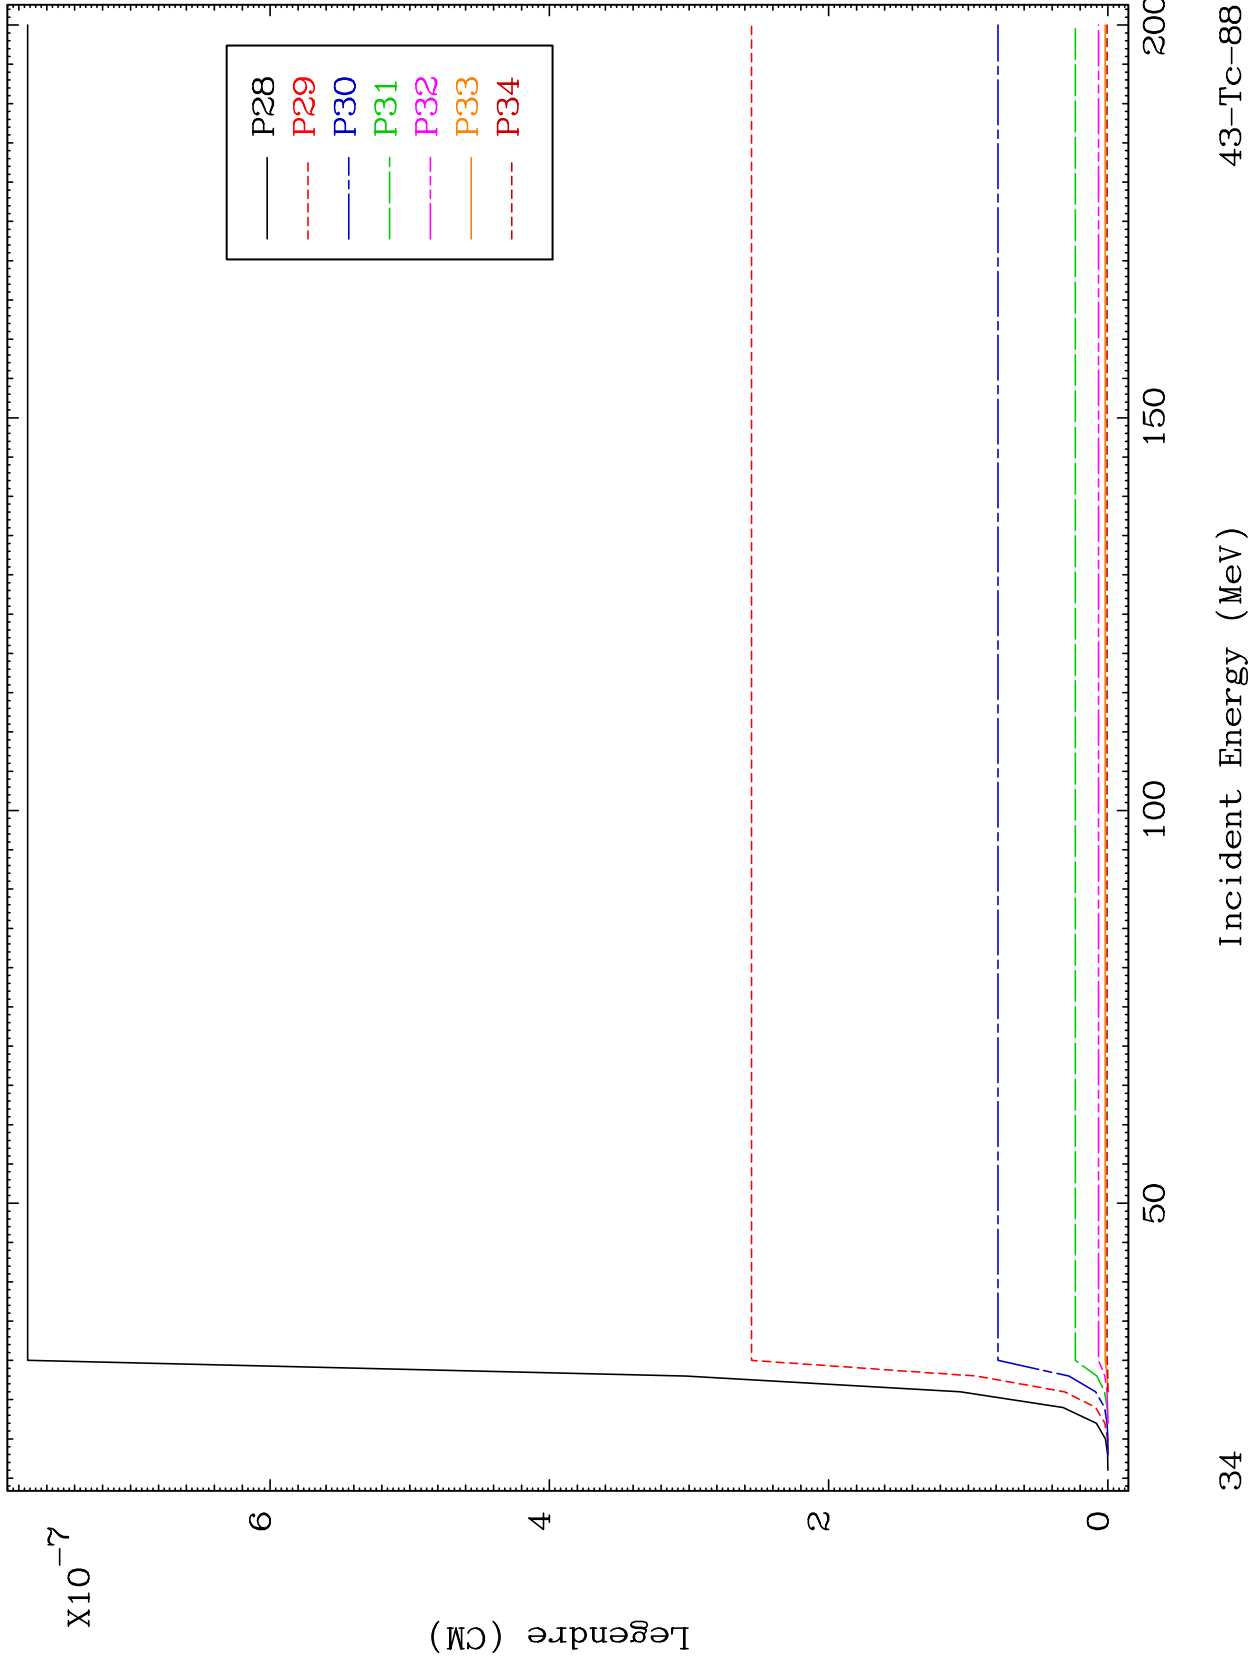 X10-7
6
4
2
0
Legendre (CM)
P28
P29
P30
P31
P32
P33
P34
50
100
150
200
Incident Energy (MeV)
34
43-Tc-88